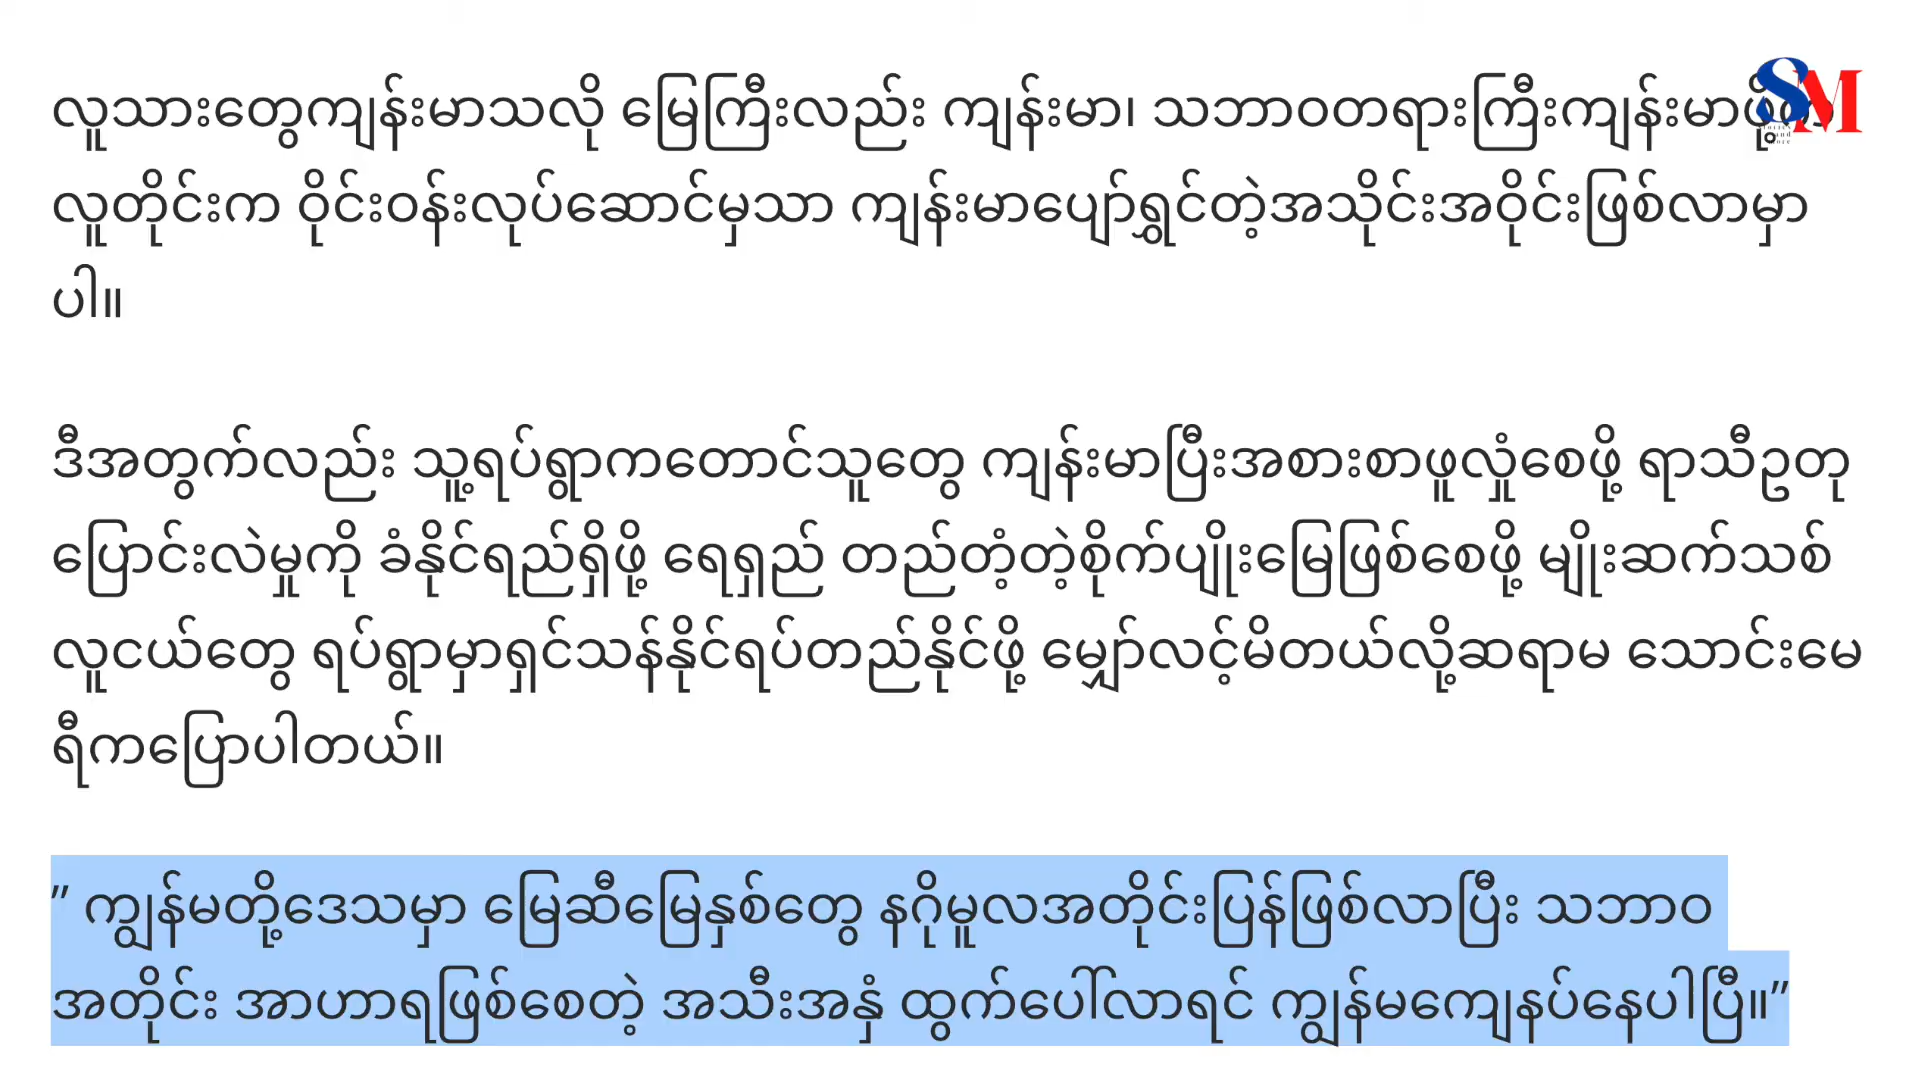 လူသားတွေကျန်းမာသလို မြေကြီးလည်း ကျန်းမာ၊ သဘာဝတရားကြီးကျန်းမာဖို့က
လူတိုင်းက ဝိုင်းဝန်းလုပ်ဆောင်မှသာ ကျန်းမာပျော်ရွှင်တဲ့အသိုင်းအဝိုင်းဖြစ်လာမှာ
ပါ။
ဒီအတွက်လည်း သူ့ရပ်ရွာကတောင်သူတွေ ကျန်းမာပြီးအစားစာဖူလှုံစေဖို့ ရာသီဥတု
ပြောင်းလဲမှုကို ခံနိုင်ရည်ရှိဖို့ ရေရှည် တည်တံ့တဲ့စိုက်ပျိုးမြေဖြစ်စေဖို့ မျိုးဆက်သစ်
လူငယ်တွေ ရပ်ရွာမှာရှင်သန်နိုင်ရပ်တည်နိုင်ဖို့ မျှော်လင့်မိတယ်လို့ဆရာမ သောင်းမေ
ရီကပြောပါတယ်။
" ကျွန်မတို့ဒေသမှာ မြေဆီမြေနှစ်တွေ နဂိုမူလအတိုင်းပြန်ဖြစ်လာပြီး သဘာဝ
အတိုင်း အာဟာရဖြစ်စေတဲ့ အသီးအနှံ ထွက်ပေါ်လာရင် ကျွန်မကျေနပ်နေပါပြီ။"
SM